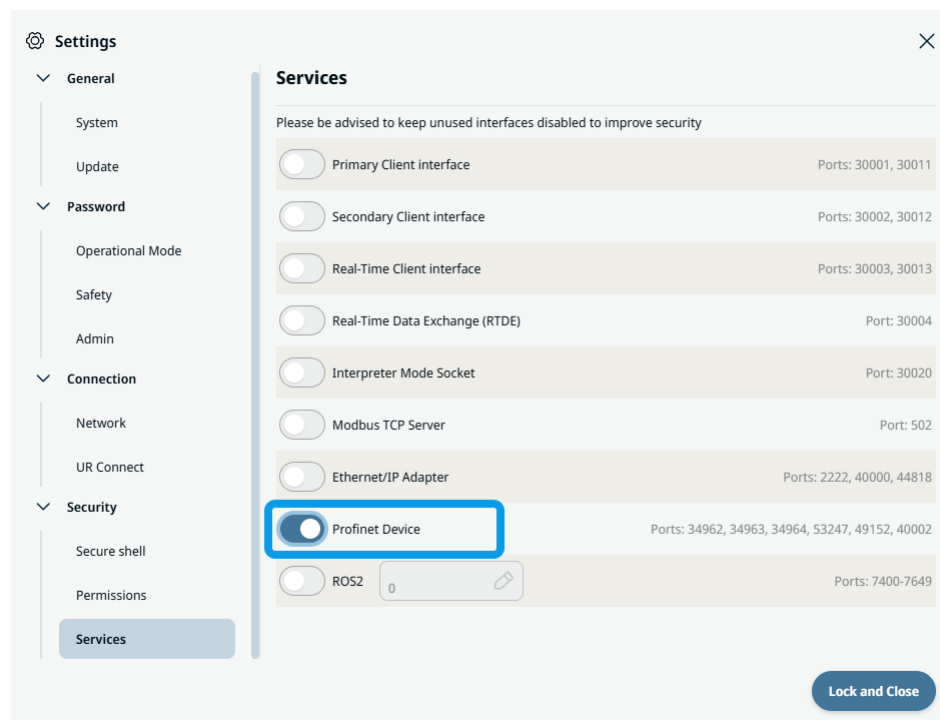 Settings
General
System
Update
Password
Operational Mode
Safety
Admin
Connection
Network
UR Connect
Security
Secure shell
Permissions
Services
Services
Please be advised to keep unused interfaces disabled to improve security
Primary Client interface Ports: 30001, 30011
Secondary Client interface Ports: 30002, 30012
Real-Time Client interface Ports: 30003, 30013
Real-Time Data Exchange (RTDE) Port: 30004
Interpreter Mode Socket Port: 30020
Modbus TCP Server Port: 502
Ethernet/IP Adapter Ports: 2222, 40000, 44818
Profinet Device Ports: 34962, 34963, 34964, 53247, 49152, 40002
ROS2 0 Ports: 7400-7649
Lock and Close